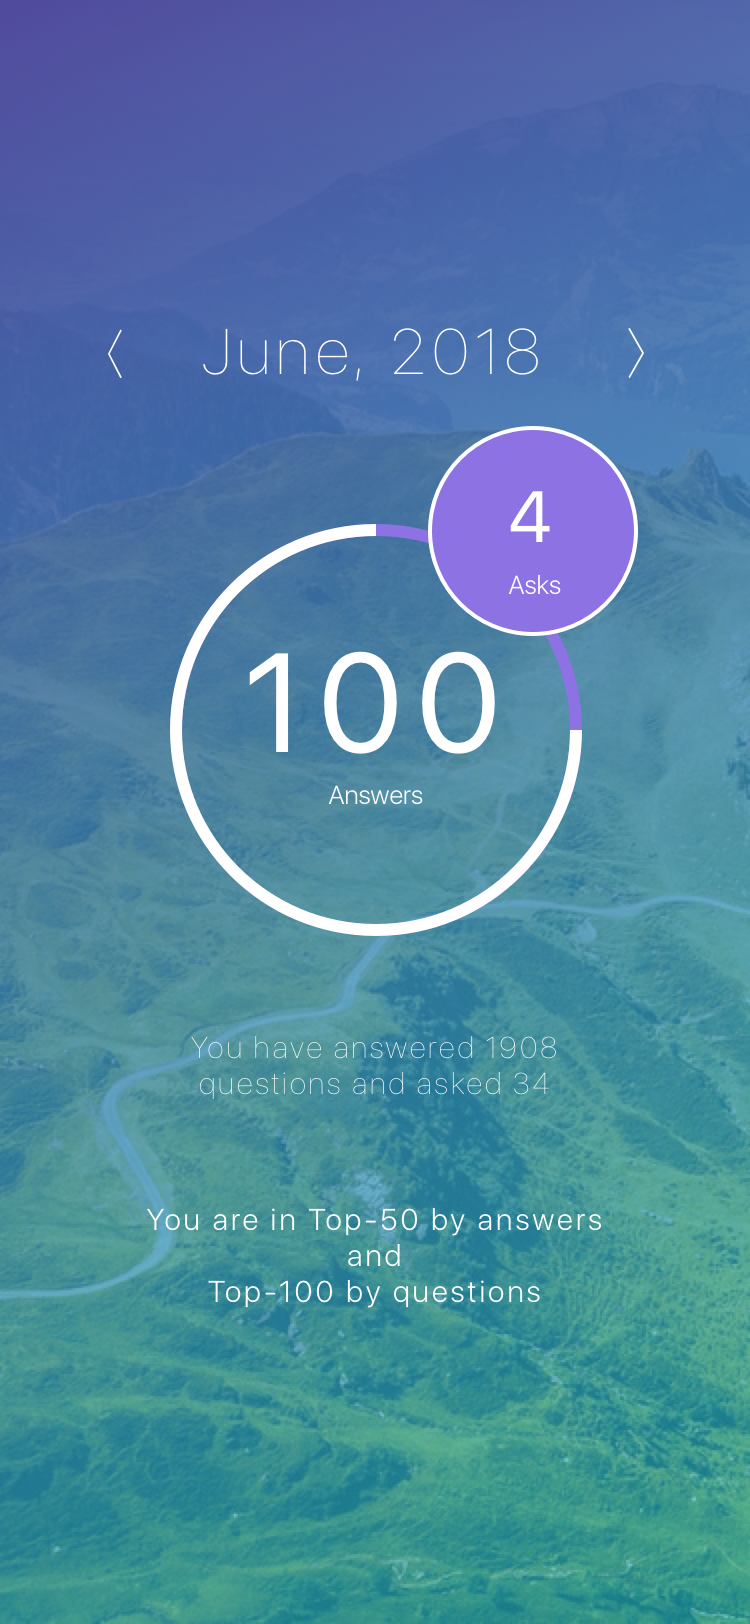 June, 2018
4
Asks
100
Answers
You have answered 1908
questions and asked 34
You are in Top-50 by answers
and
Top-100 by questions